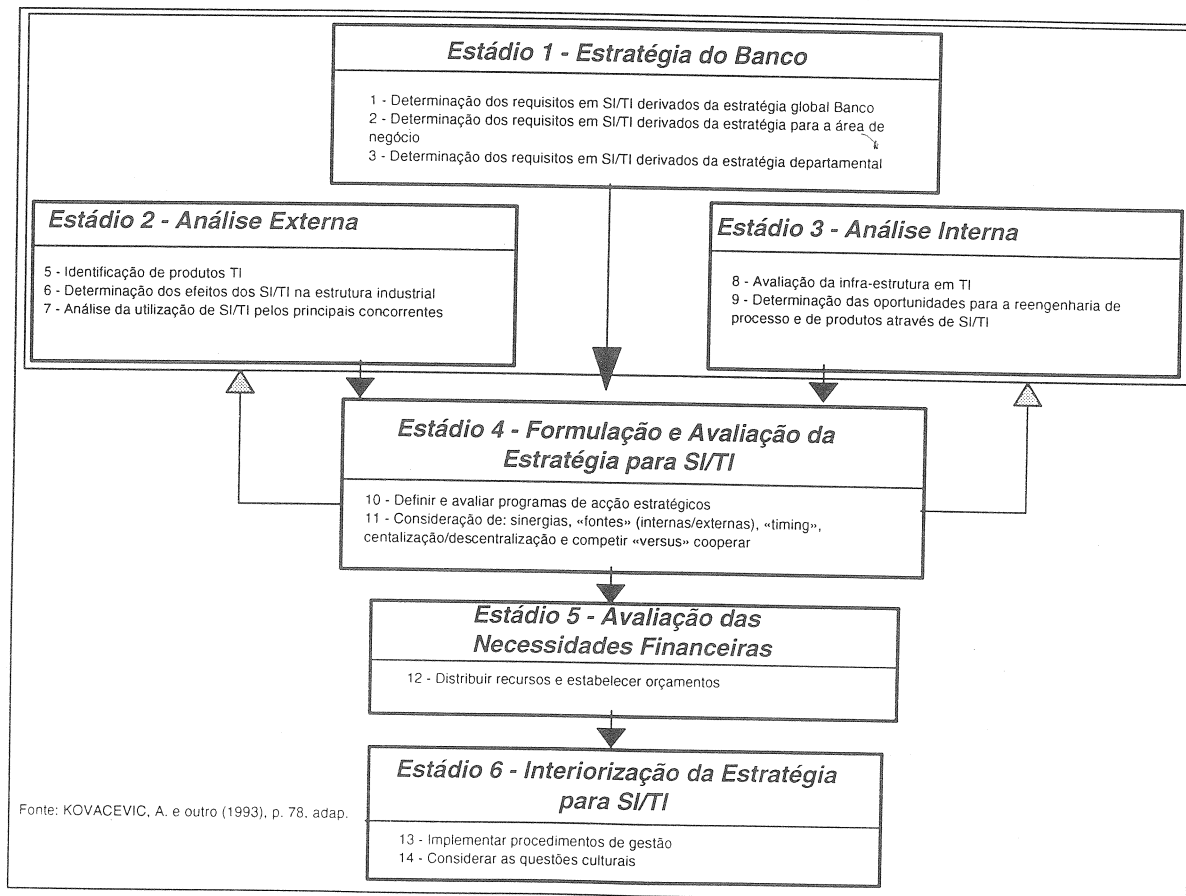 Estádio 1 - Estratégia do Banco
1 - Determinação dos requisitos em SI/TI derivados da estratégia global Banco
2 - Determinação dos requisitos em SI/TI derivados da estratégia para a área de
negócio
3 - Determinação dos requisitos em SI/TI derivados da estratégia departamental
Estádio 2 - Análise Externa
5 - Identificação de produtos TI
6 - Determinação dos efeitos dos SI/TI na estrutura industrial
7 - Análise da utilização de SI/TI pelos principais concorrentes
Estádio 3 - Análise Interna
8 - Avaliação da infra-estrutura em TI
9 - Determinação das oportunidades para a reengenharia de
processo e de produtos através de SI/TI
Estádio 4 - Formulação e Avaliação da
Estratégia para SI/TI
10 - Definir e avaliar programas de acção estratégicos
11 - Consideração de: sinergias, «fontes» (internas/externas), «timing»,
centalização/descentralização e competir «versus» cooperar
Estádio 5 - Avaliação das
Necessidades Financeiras
12 - Distribuir recursos e estabelecer orçamentos
Estádio 6 - Interiorização da Estratégia
para SI/TI
13 - Implementar procedimentos de gestão
14 - Considerar as questões culturais
Fonte: KOVACEVIC, A. e outro (1993), p. 78, adap.